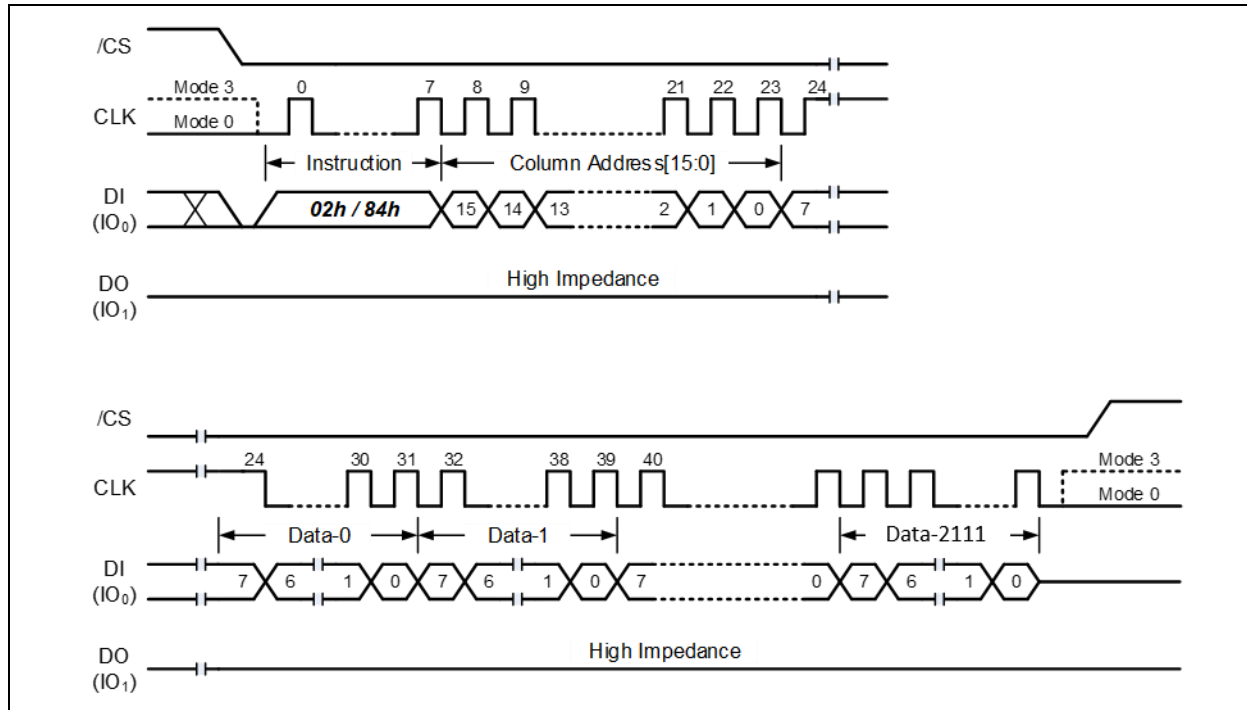 /CS
Mode 3 0 7 8 9 21 22 23 24
CLK
Mode 0
Instruction Column Address[15:0]
DI
(IO₀)
02h / 84h 15 14 13 2 1 0 7
High Impedance
DO
(IO₁)
/CS
24 30 31 32 38 39 40 Mode 3
CLK
Mode 0
Data-0 Data-1 Data-2111
DI
(IO₀)
7 6 1 0 7 6 1 0 7 0 7 6 1 0
High Impedance
DO
(IO₁)